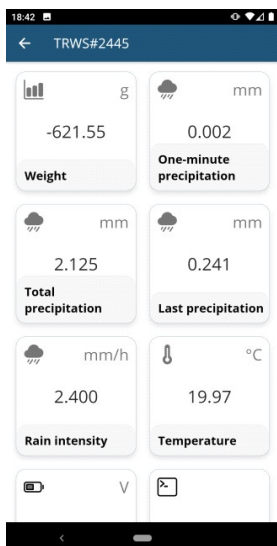 18:42
TRWS#2445
g
-621.55
Weight
mm
0.002
One-minute
precipitation
mm
2.125
Total
precipitation
mm
0.241
Last precipitation
mm/h
2.400
Rain intensity
°C
19.97
Temperature
V